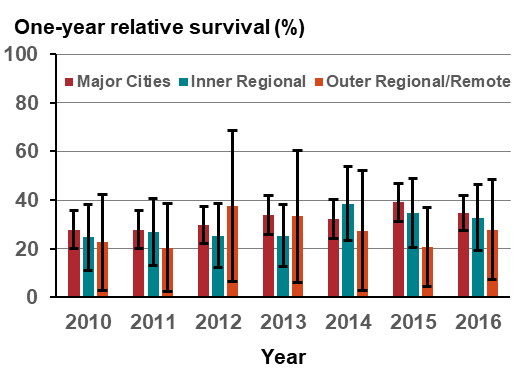 One-year relative survival (%)
100
Major Cities Inner Regional Outer Regional/Remote
80
60
40
20
0
2010 2011 2012 2013 2014 2015 2016
Year